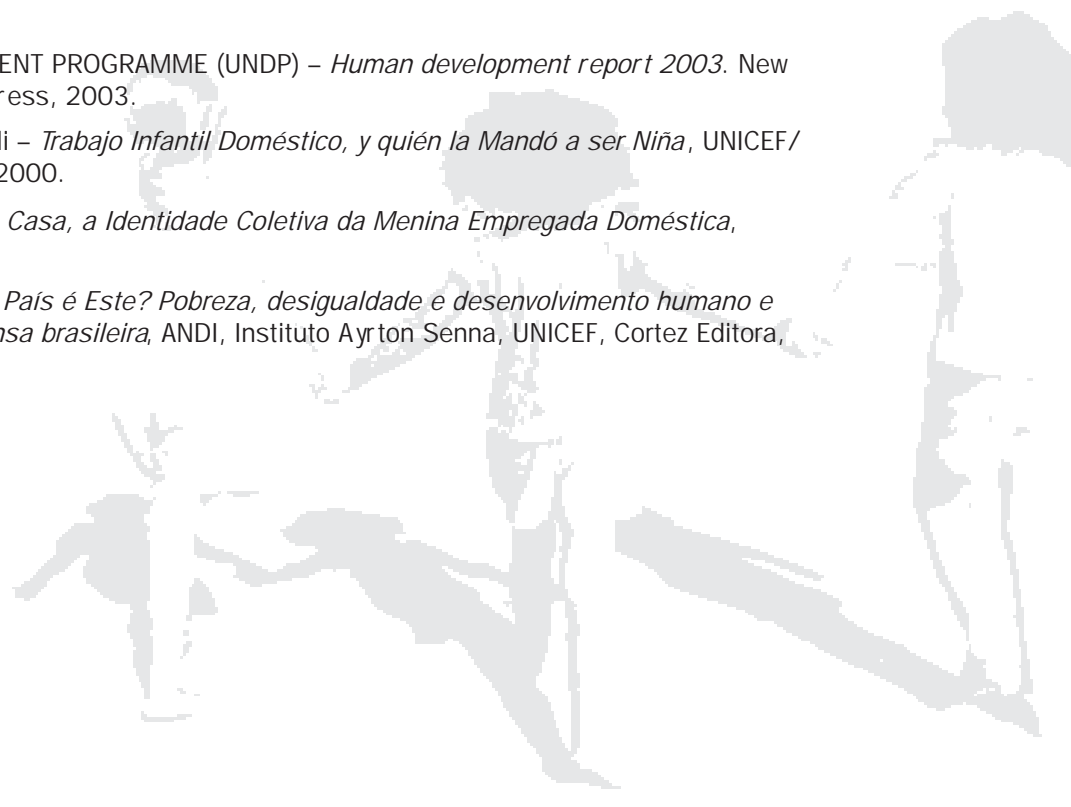 ENT PROGRAMME (UNDP) – Human development report 2003. New
ress, 2003.
li – Trabajo Infantil Doméstico, y quién la Mandó a ser Niña, UNICEF/
2000.
Casa, a Identidade Coletiva da Menina Empregada Doméstica,
País é Este? Pobreza, desigualdade e desenvolvimento humano e
nsa brasileira, ANDI, Instituto Ayrton Senna, UNICEF, Cortez Editora,